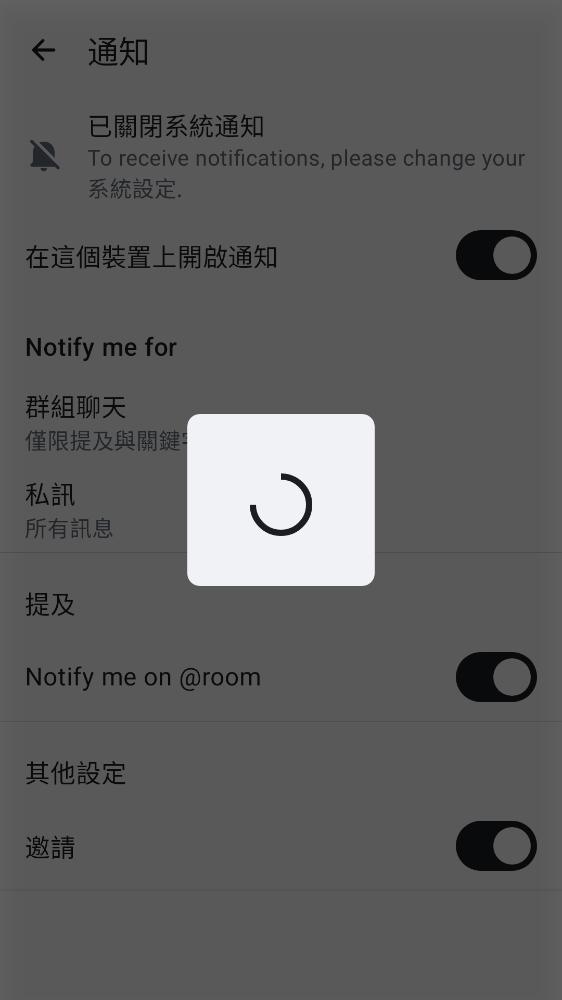 通知
已關閉系統通知
To receive notifications, please change your
系統設定.
在這個裝置上開啟通知
Notify me for
群組聊天
僅限提及與關鍵
私訊
所有訊息
提及
Notify me on @room
其他設定
邀請